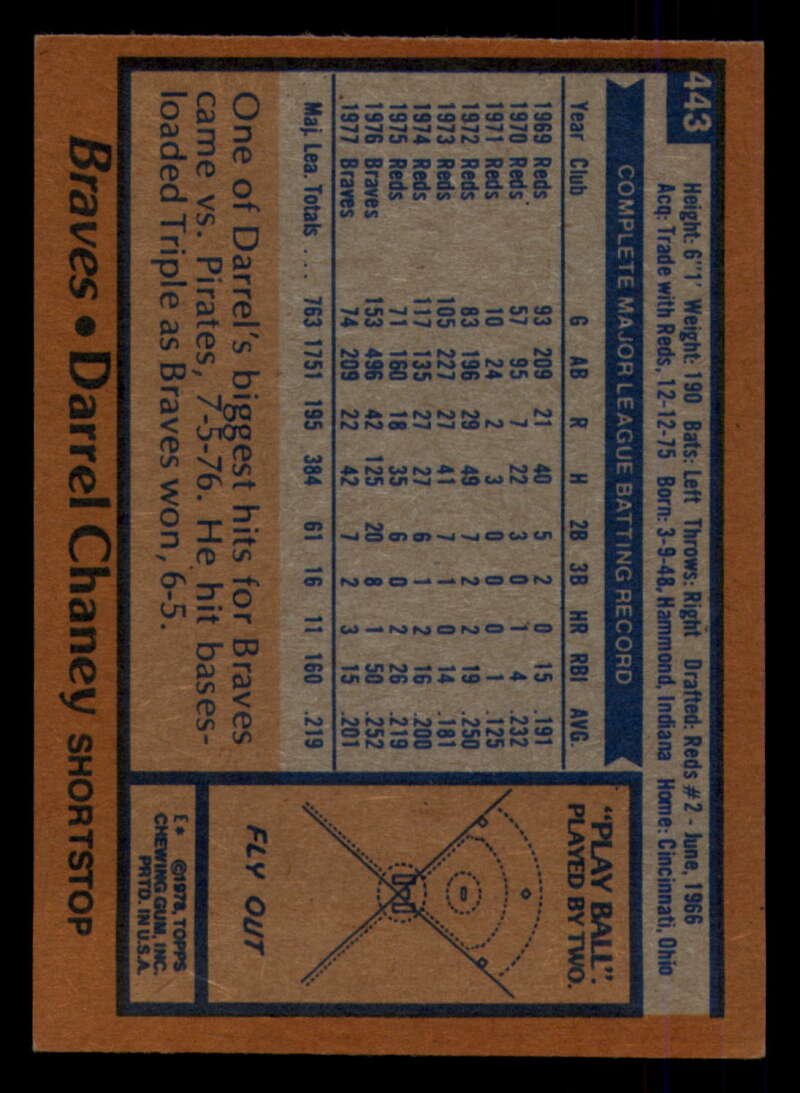 443
Height: 6"1' Weight: 190 Bats: Left Throws: Right Drafted: Reds #2 - June, 1966
Acq: Trade with Reds, 12-12-75 Born: 3-9-48, Hammond, Indiana Home: Cincinnati, Ohio
COMPLETE MAJOR LEAGUE BATTING RECORD
Year Club G AB R H 2B 3B HR RBI AVG.
1969 Reds 93 209 21 40 5 2 0 15 .191
1970 Reds 57 95 7 22 3 0 1 4 .232
1971 Reds 10 24 2 3 0 0 0 1 .125
1972 Reds 83 196 29 49 7 2 2 19 .250
1973 Reds 105 227 27 41 7 1 0 14 .181
1974 Reds 117 135 27 27 6 1 2 16 .200
1975 Reds 71 160 18 35 6 0 2 26 .219
1976 Braves 153 496 42 125 20 8 1 50 .252
1977 Braves 74 209 22 42 7 2 3 15 .201
Maj. Lea. Totals .... 763 1751 195 384 61 16 11 160 .219
One of Darrel's biggest hits for Braves
came vs. Pirates, 7-5-76. He hit bases-
loaded Triple as Braves won, 6-5.
"PLAY BALL":
PLAYED BY TWO.
FLY OUT
E* ©1978, TOPPS
CHEWING GUM, INC.
PRTD. IN U.S.A.
Braves • Darrel Chaney SHORTSTOP